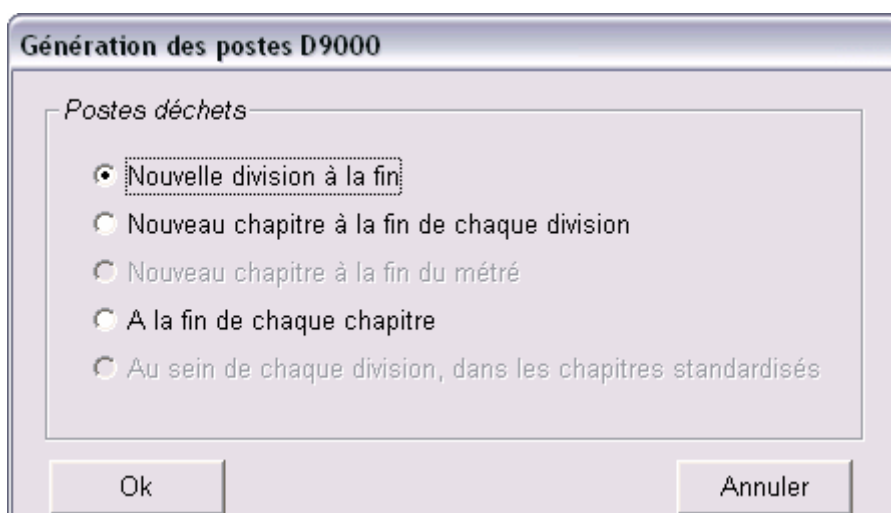 Génération des postes D9000
Postes déchets
Nouvelle division à la fin
Nouveau chapitre à la fin de chaque division
Nouveau chapitre à la fin du métré
A la fin de chaque chapitre
Au sein de chaque division, dans les chapitres standardisés
Ok
Annuler